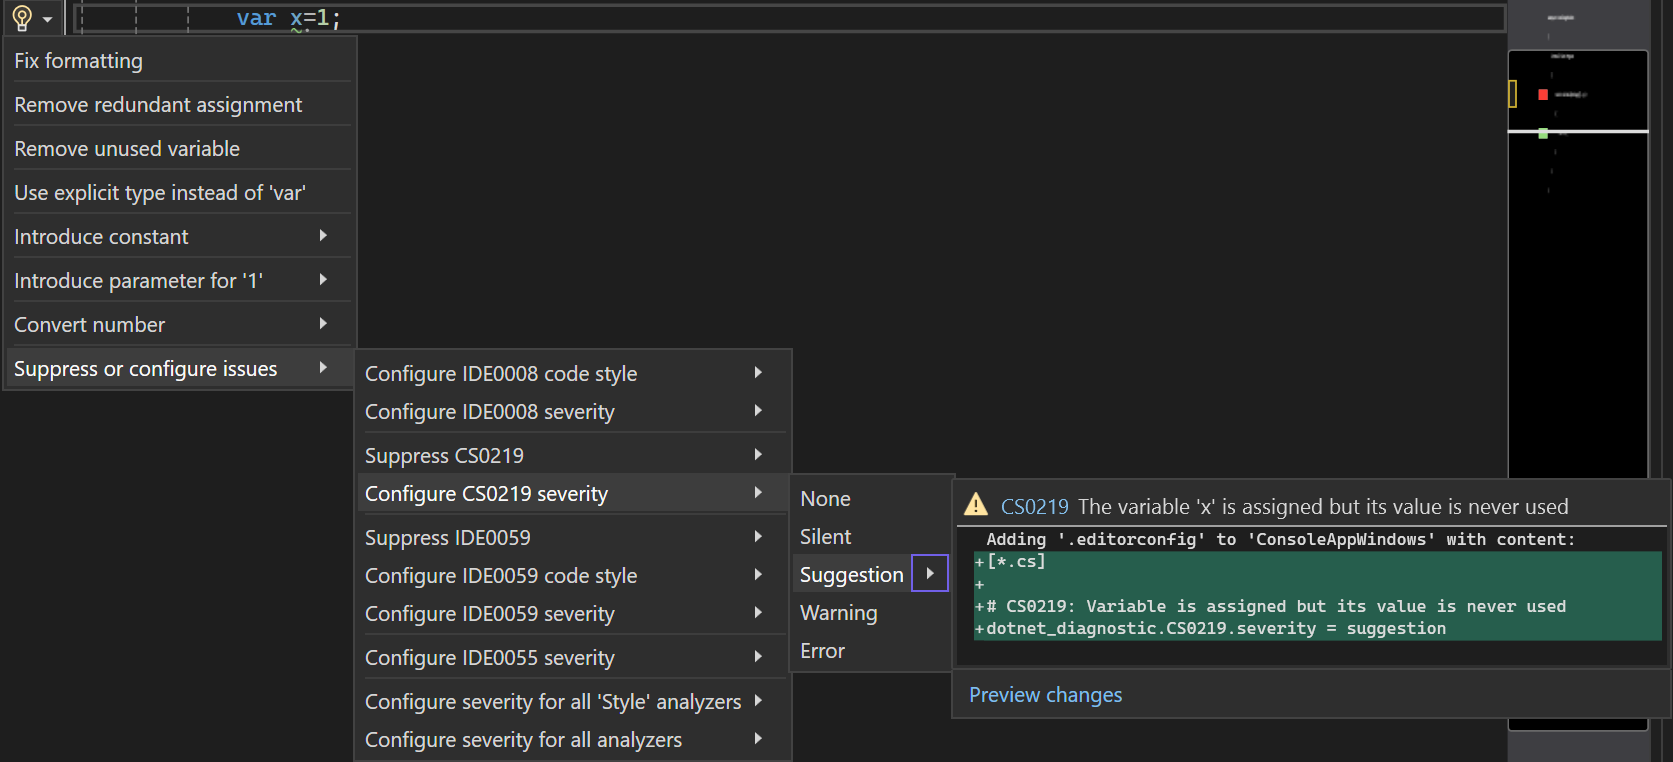 var x=1;
Fix formatting
Remove redundant assignment
Remove unused variable
Use explicit type instead of 'var'
Introduce constant
Introduce parameter for '1'
Convert number
Suppress or configure issues
Configure IDE0008 code style
Configure IDE0008 severity
Suppress CS0219
Configure CS0219 severity
Suppress IDE0059
Configure IDE0059 code style
Configure IDE0059 severity
Configure IDE0055 severity
Configure severity for all 'Style' analyzers
Configure severity for all analyzers
None
Silent
Suggestion
Warning
Error
CS0219 The variable 'x' is assigned but its value is never used
Adding '.editorconfig' to 'ConsoleAppWindows' with content:
+[*.cs]
+
+# CS0219: Variable is assigned but its value is never used
+dotnet_diagnostic.CS0219.severity = suggestion
Preview changes